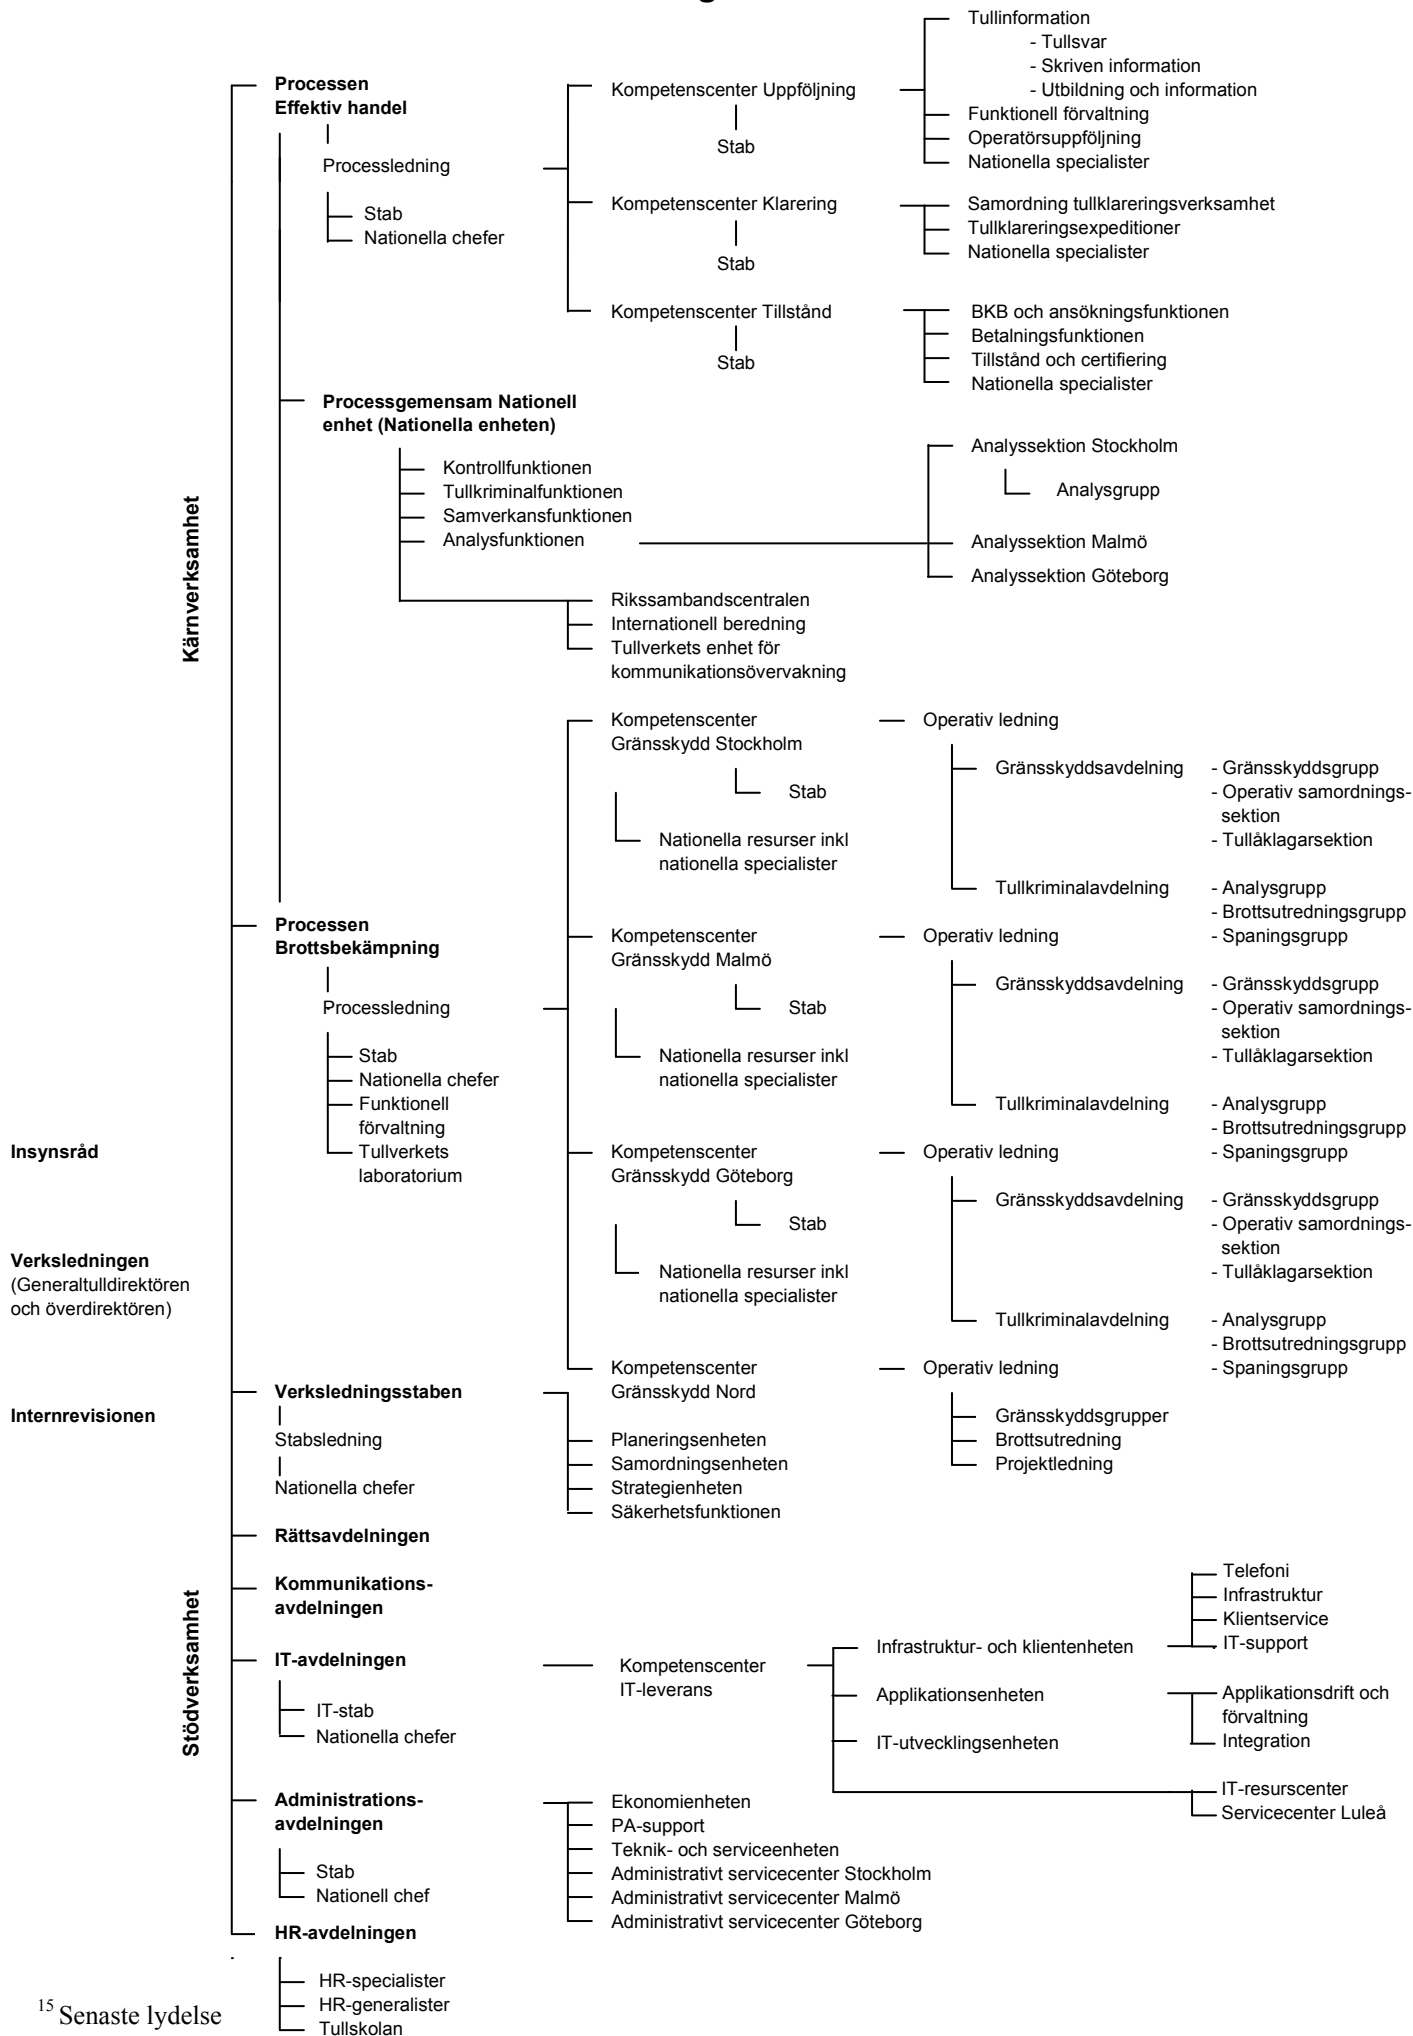 Tullinformation
- Tullsvar
- Skriven information
- Utbildning och information
Funktionell förvaltning
Operatörsuppföljning
Nationella specialister
Processen
Effektiv handel
Processledning
Stab
Nationella chefer
Kompetenscenter Uppföljning
Stab
Kompetenscenter Klarering
Stab
Samordning tullklareringsverksamhet
Tullklareringsexpeditioner
Nationella specialister
Kompetenscenter Tillstånd
Stab
BKB och ansökningsfunktionen
Betalningsfunktionen
Tillstånd och certifiering
Nationella specialister
Kärnverksamhet
Processgemensam Nationell
enhet (Nationella enheten)
Kontrollfunktionen
Tullkriminalfunktionen
Samverkansfunktionen
Analysfunktionen
Analyssektion Stockholm
Analysgrupp
Analyssektion Malmö
Analyssektion Göteborg
Rikssambandscentralen
Internationell beredning
Tullverkets enhet för
kommunikationsövervakning
Processen
Brottsbekämpning
Processledning
Stab
Nationella chefer
Funktionell
förvaltning
Tullverkets
laboratorium
Kompetenscenter
Gränsskydd Stockholm
Stab
Nationella resurser inkl
nationella specialister
Operativ ledning
Gränsskyddsavdelning
- Gränsskyddsgrupp
- Operativ samordnings-
sektion
- Tullåklagarsektion
Tullkriminalavdelning
- Analysgrupp
- Brottsutredningsgrupp
- Spaningsgrupp
Kompetenscenter
Gränsskydd Malmö
Stab
Nationella resurser inkl
nationella specialister
Operativ ledning
Gränsskyddsavdelning
- Gränsskyddsgrupp
- Operativ samordnings-
sektion
- Tullåklagarsektion
Tullkriminalavdelning
- Analysgrupp
- Brottsutredningsgrupp
- Spaningsgrupp
Kompetenscenter
Gränsskydd Göteborg
Stab
Nationella resurser inkl
nationella specialister
Operativ ledning
Gränsskyddsavdelning
- Gränsskyddsgrupp
- Operativ samordnings-
sektion
- Tullåklagarsektion
Tullkriminalavdelning
- Analysgrupp
- Brottsutredningsgrupp
- Spaningsgrupp
Kompetenscenter
Gränsskydd Nord
Operativ ledning
Gränsskyddsgrupper
Brottsutredning
Projektledning
Insynsråd
Verksledningen
(Generaltulldirektören
och överdirektören)
Internrevisionen
Stödverksamhet
Verksledningsstaben
Stabsledning
Nationella chefer
Planeringsenheten
Samordningsenheten
Strategienheten
Säkerhetsfunktionen
Rättsavdelningen
Kommunikations-
avdelningen
IT-avdelningen
IT-stab
Nationella chefer
Kompetenscenter
IT-leverans
Infrastruktur- och klientenheten
Telefoni
Infrastruktur
Klientservice
IT-support
Applikationsenheten
Applikationsdrift och
förvaltning
Integration
IT-utvecklingsenheten
IT-resurscenter
Servicecenter Luleå
Administrations-
avdelningen
Stab
Nationell chef
Ekonomienheten
PA-support
Teknik- och serviceenheten
Administrativt servicecenter Stockholm
Administrativt servicecenter Malmö
Administrativt servicecenter Göteborg
HR-avdelningen
HR-specialister
HR-generalister
Tullskolan
15 Senaste lydelse